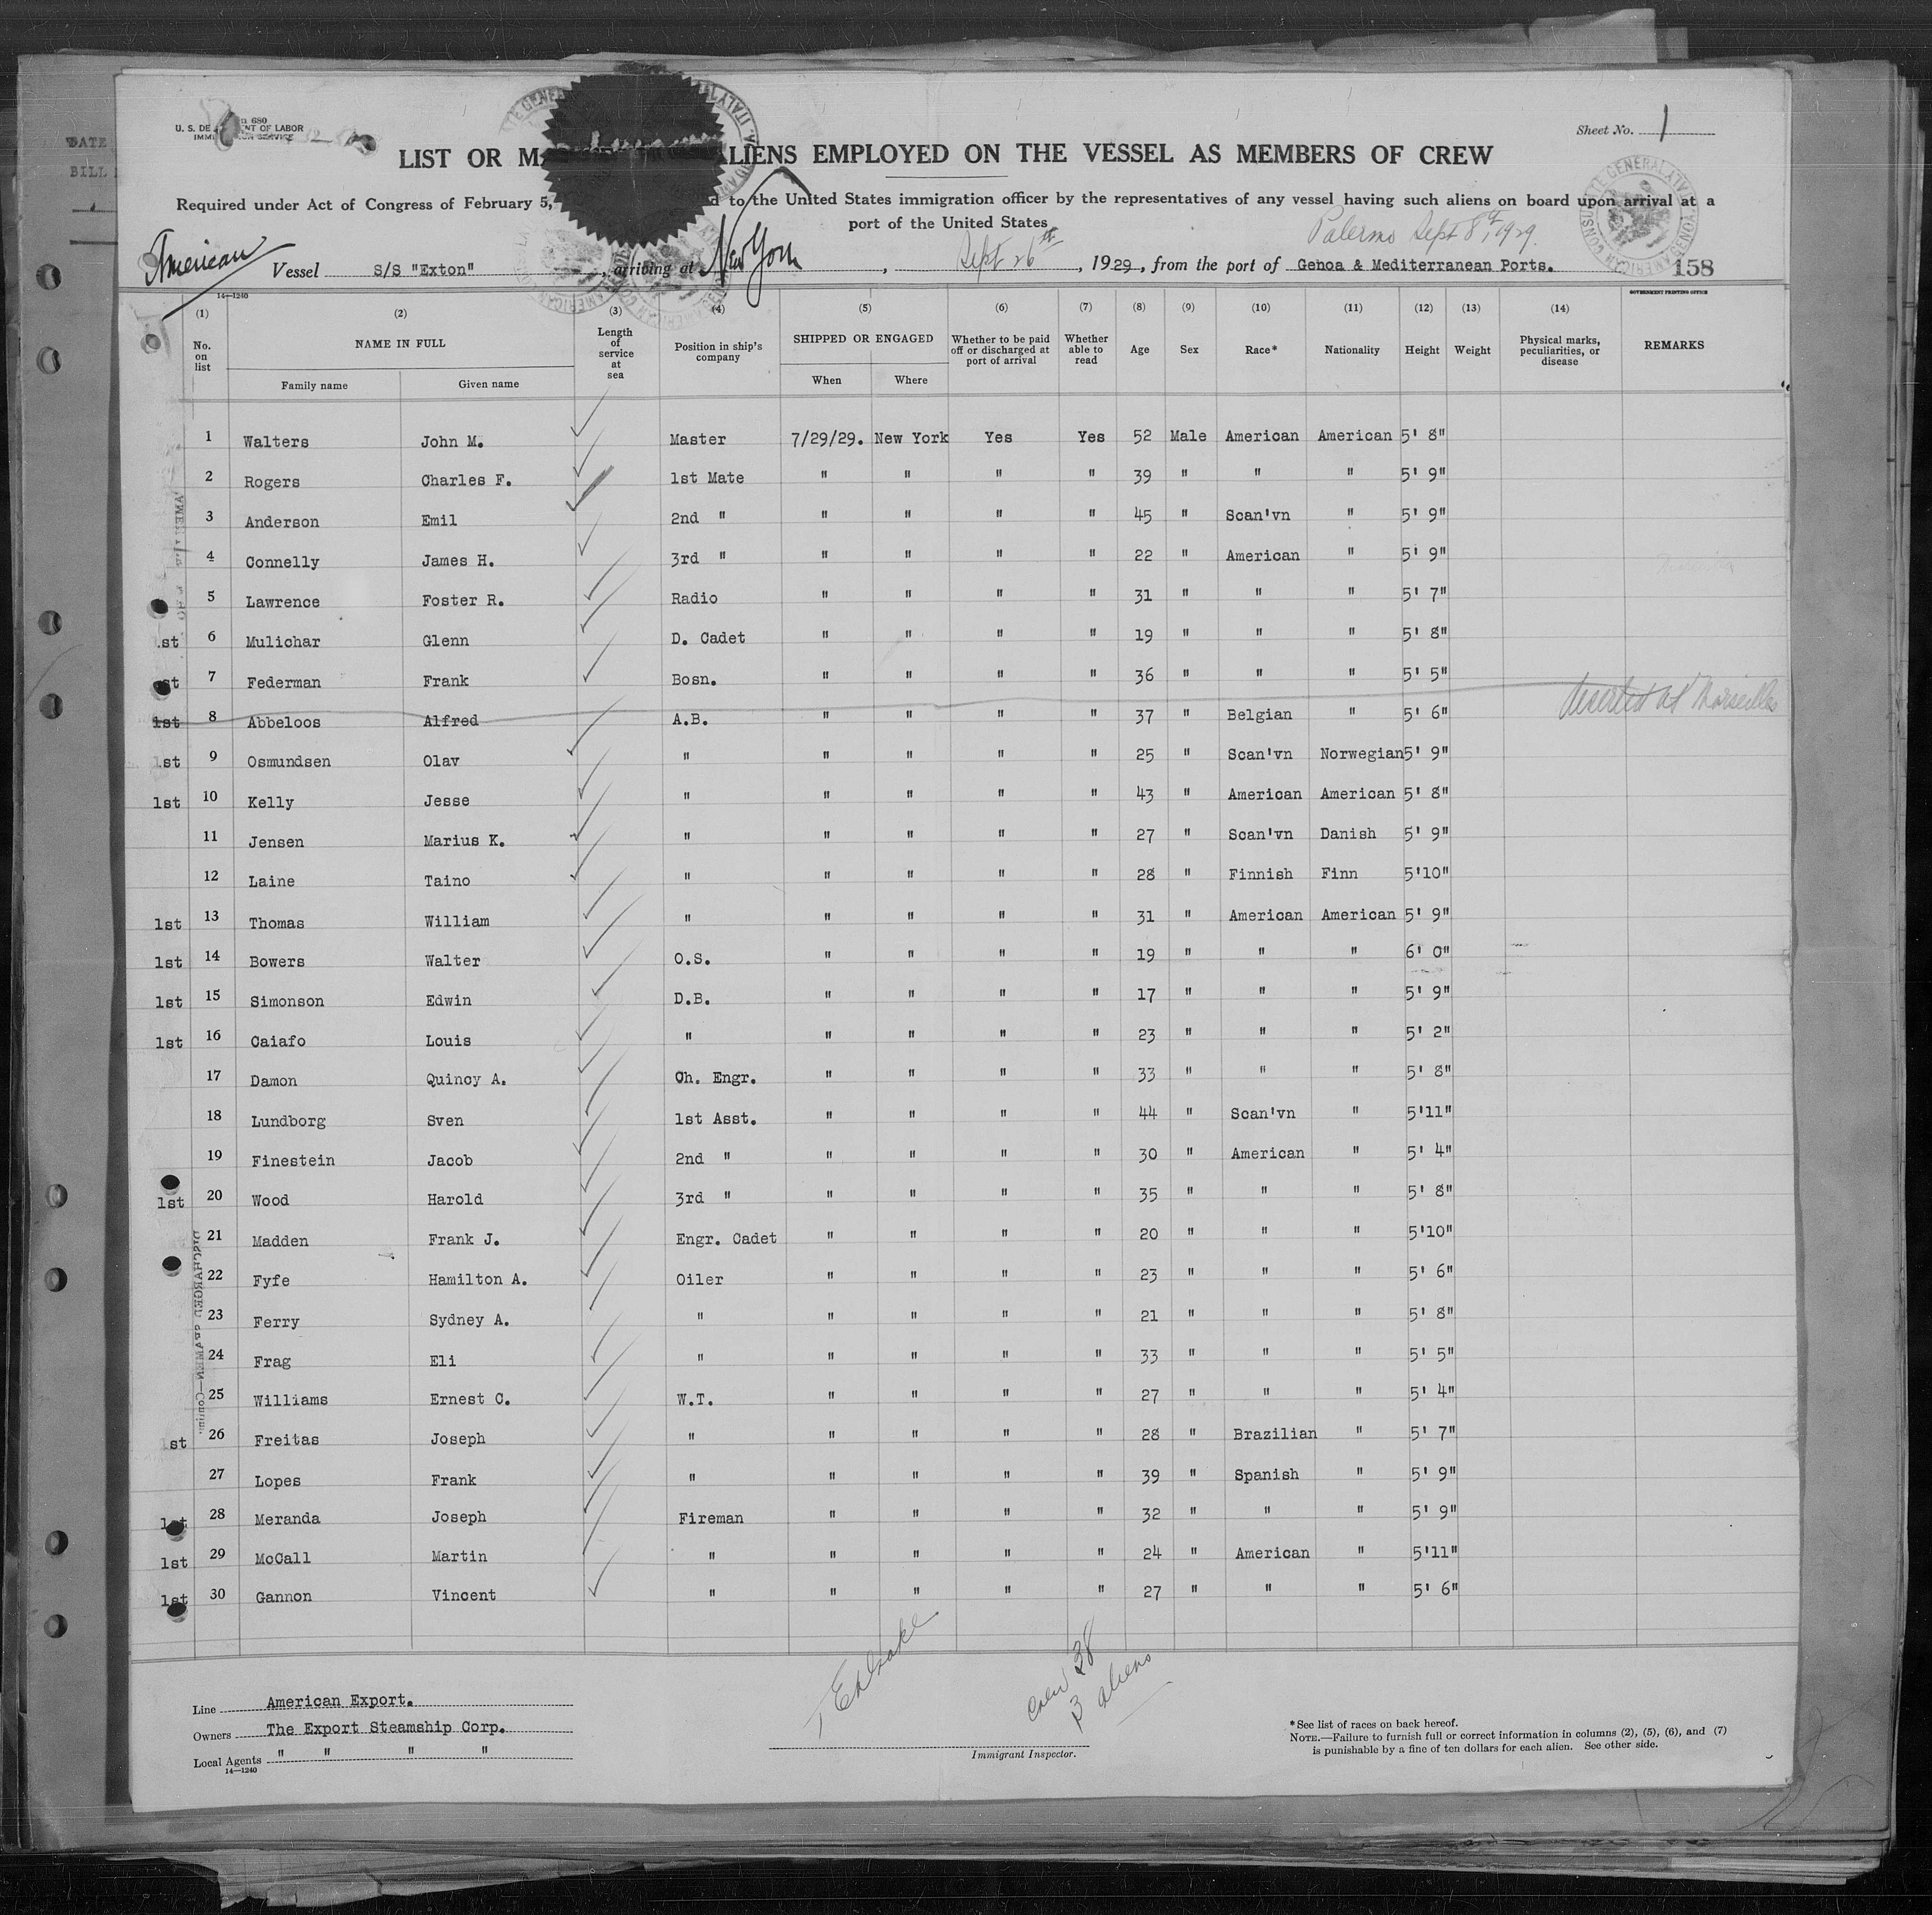 680
U. S. DE NT OF LABOR
Sheet No. 1
LIST OR ALIENS EMPLOYED ON THE VESSEL AS MEMBERS OF CREW
Required under Act of Congress of February 5, to the United States immigration officer by the representatives of any vessel having such aliens on board upon arrival at a
port of the United States
Palermo Sept 8th, 1929.
American Vessel S/S "Exton", arriving at New York, Sept 26th, 1929, from the port of Genoa & Mediterranean Ports. 158
14—1240 GOVERNMENT PRINTING OFFICE
(1) (2) (3) (4) (5) (6) (7) (8) (9) (10) (11) (12) (13) (14)
No. on list NAME IN FULL Length of service at sea Position in ship's company SHIPPED OR ENGAGED Whether to be paid off or discharged at port of arrival Whether able to read Age Sex Race* Nationality Height Weight Physical marks, peculiarities, or disease REMARKS
Family name Given name When Where
1 Walters John M. Master 7/29/29. New York Yes Yes 52 Male American American 5' 8"
2 Rogers Charles F. 1st Mate " " " " 39 " " " 5' 9"
3 Anderson Emil 2nd " " " " " 45 " Scan'vn " 5' 9"
4 Connelly James H. 3rd " " " " " 22 " American " 5' 9"
5 Lawrence Foster R. Radio " " " " 31 " " " 5' 7"
st 6 Mulichar Glenn D. Cadet " " " " 19 " " " 5' 8"
st 7 Federman Frank Bosn. " " " " 36 " " " 5' 5"
1st 8 Abbeloos Alfred A.B. " " " " 37 " Belgian " 5' 6" Deserted at Marseilles
1st 9 Osmundsen Olav " " " " " 25 " Scan'vn Norwegian 5' 9"
1st 10 Kelly Jesse " " " " " 43 " American American 5' 8"
11 Jensen Marius K. " " " " " 27 " Scan'vn Danish 5' 9"
12 Laine Taino " " " " " 28 " Finnish Finn 5'10"
1st 13 Thomas William " " " " " 31 " American American 5' 9"
1st 14 Bowers Walter O.S. " " " " 19 " " " 6' 0"
1st 15 Simonson Edwin D.B. " " " " 17 " " " 5' 9"
1st 16 Caiafo Louis " " " " " 23 " " " 5' 2"
17 Damon Quincy A. Ch. Engr. " " " " 33 " " " 5' 8"
18 Lundborg Sven 1st Asst. " " " " 44 " Scan'vn " 5'11"
19 Finestein Jacob 2nd " " " " " 30 " American " 5' 4"
1st 20 Wood Harold 3rd " " " " " 35 " " " 5' 8"
21 Madden Frank J. Engr. Cadet " " " " 20 " " " 5'10"
22 Fyfe Hamilton A. Oiler " " " " 23 " " " 5' 6"
23 Ferry Sydney A. " " " " " 21 " " " 5' 8"
24 Frag Eli " " " " " 33 " " " 5' 5"
25 Williams Ernest C. W.T. " " " " 27 " " " 5' 4"
st 26 Freitas Joseph " " " " " 28 " Brazilian " 5' 7"
27 Lopes Frank " " " " " 39 " Spanish " 5' 9"
1st 28 Meranda Joseph Fireman " " " " 32 " " " 5' 9"
1st 29 McCall Martin " " " " " 24 " American " 5'11"
1st 30 Gannon Vincent " " " " " 27 " " " 5' 6"
crew 38
3 aliens
Line American Export.
Owners The Export Steamship Corp.
Local Agents " " " "
14—1240
Immigrant Inspector.
*See list of races on back hereof.
NOTE.—Failure to furnish full or correct information in columns (2), (5), (6), and (7)
is punishable by a fine of ten dollars for each alien. See other side.